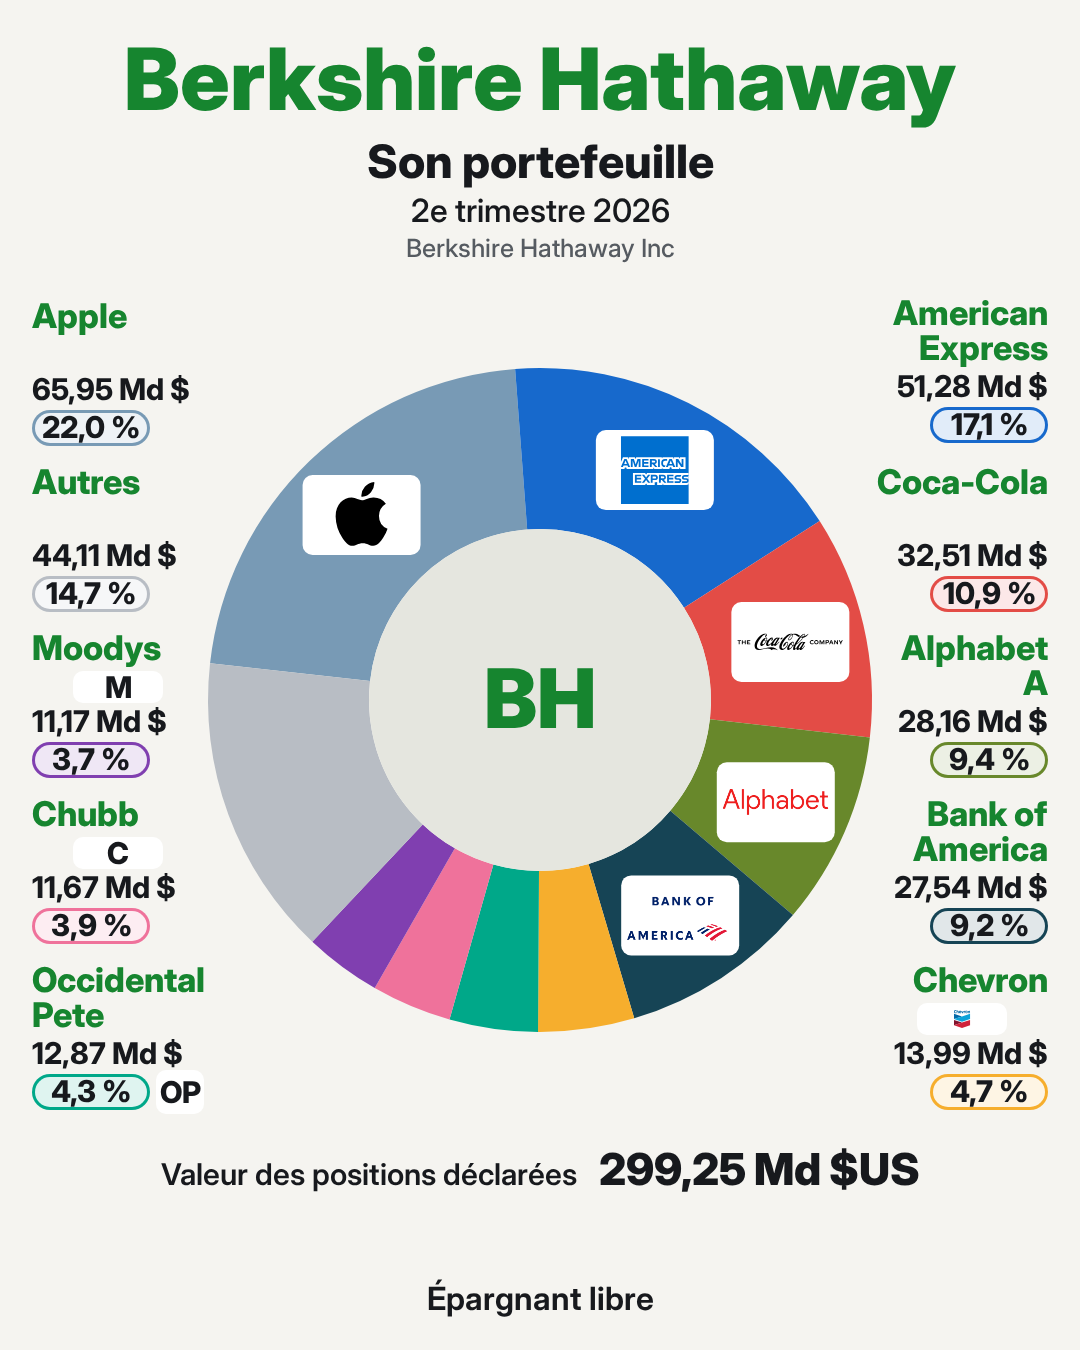 Berkshire Hathaway
Son portefeuille
2e trimestre 2026
Berkshire Hathaway Inc
Apple
65,95 Md $
22,0 %
Autres
44,11 Md $
14,7 %
Moodys
M
11,17 Md $
3,7 %
Chubb
C
11,67 Md $
3,9 %
Occidental
Pete
12,87 Md $
4,3 %
OP
AMERICAN
EXPRESS
THE Coca-Cola COMPANY
Alphabet
BANK OF
AMERICA
BH
American
Express
51,28 Md $
17,1 %
Coca-Cola
32,51 Md $
10,9 %
Alphabet
A
28,16 Md $
9,4 %
Bank of
America
27,54 Md $
9,2 %
Chevron
Chevron
13,99 Md $
4,7 %
Valeur des positions déclarées 299,25 Md $US
Épargnant libre